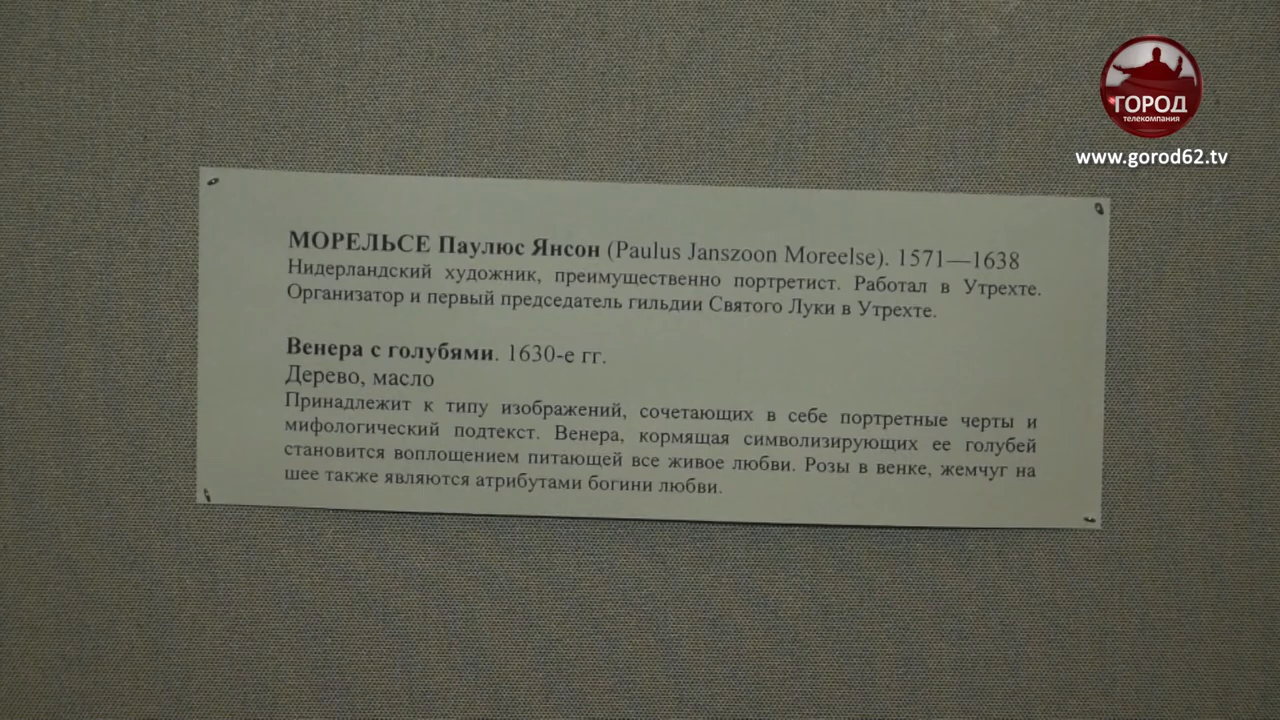 ГОРОД
телекомпания
www.gorod62.tv
МОРЕЛЬСЕ Паулюс Янсон (Paulus Janszoon Moreelse). 1571—1638
Нидерландский художник, преимущественно портретист. Работал в Утрехте.
Организатор и первый председатель гильдии Святого Луки в Утрехте.
Венера с голубями. 1630-е гг.
Дерево, масло
Принадлежит к типу изображений, сочетающих в себе портретные черты и
мифологический подтекст. Венера, кормящая символизирующих ее голубей
становится воплощением питающей все живое любви. Розы в венке, жемчуг на
шее также являются атрибутами богини любви.